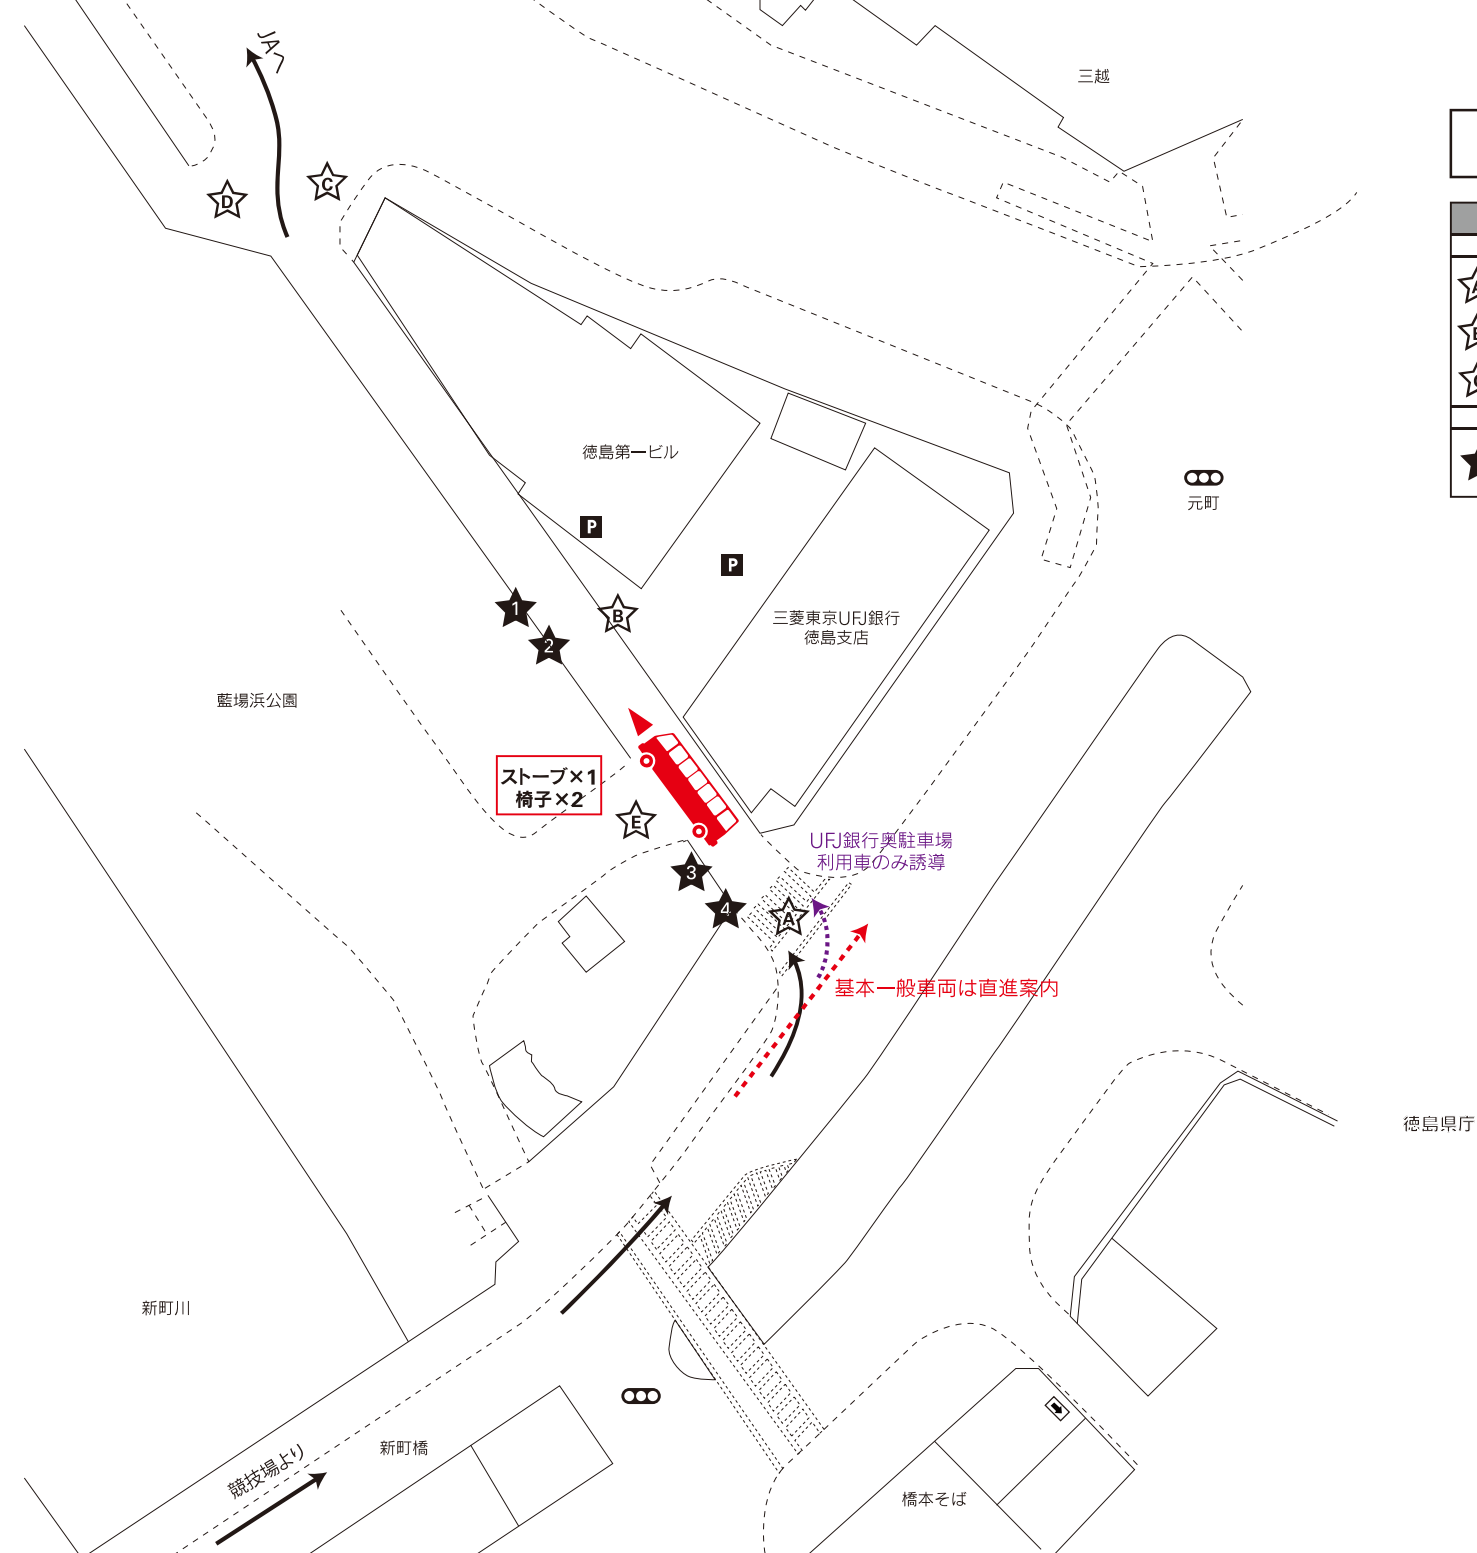 JAへ
三越
D
C
徳島第一ビル
P
P
元町
1
2
B
三菱東京UFJ銀行
徳島支店
藍場浜公園
ストーブ×1
椅子×2
E
UFJ銀行奥駐車場
利用車のみ誘導
3
4
A
基本一般車両は直進案内
徳島県庁
新町川
新町橋
競技場より
橋本そば